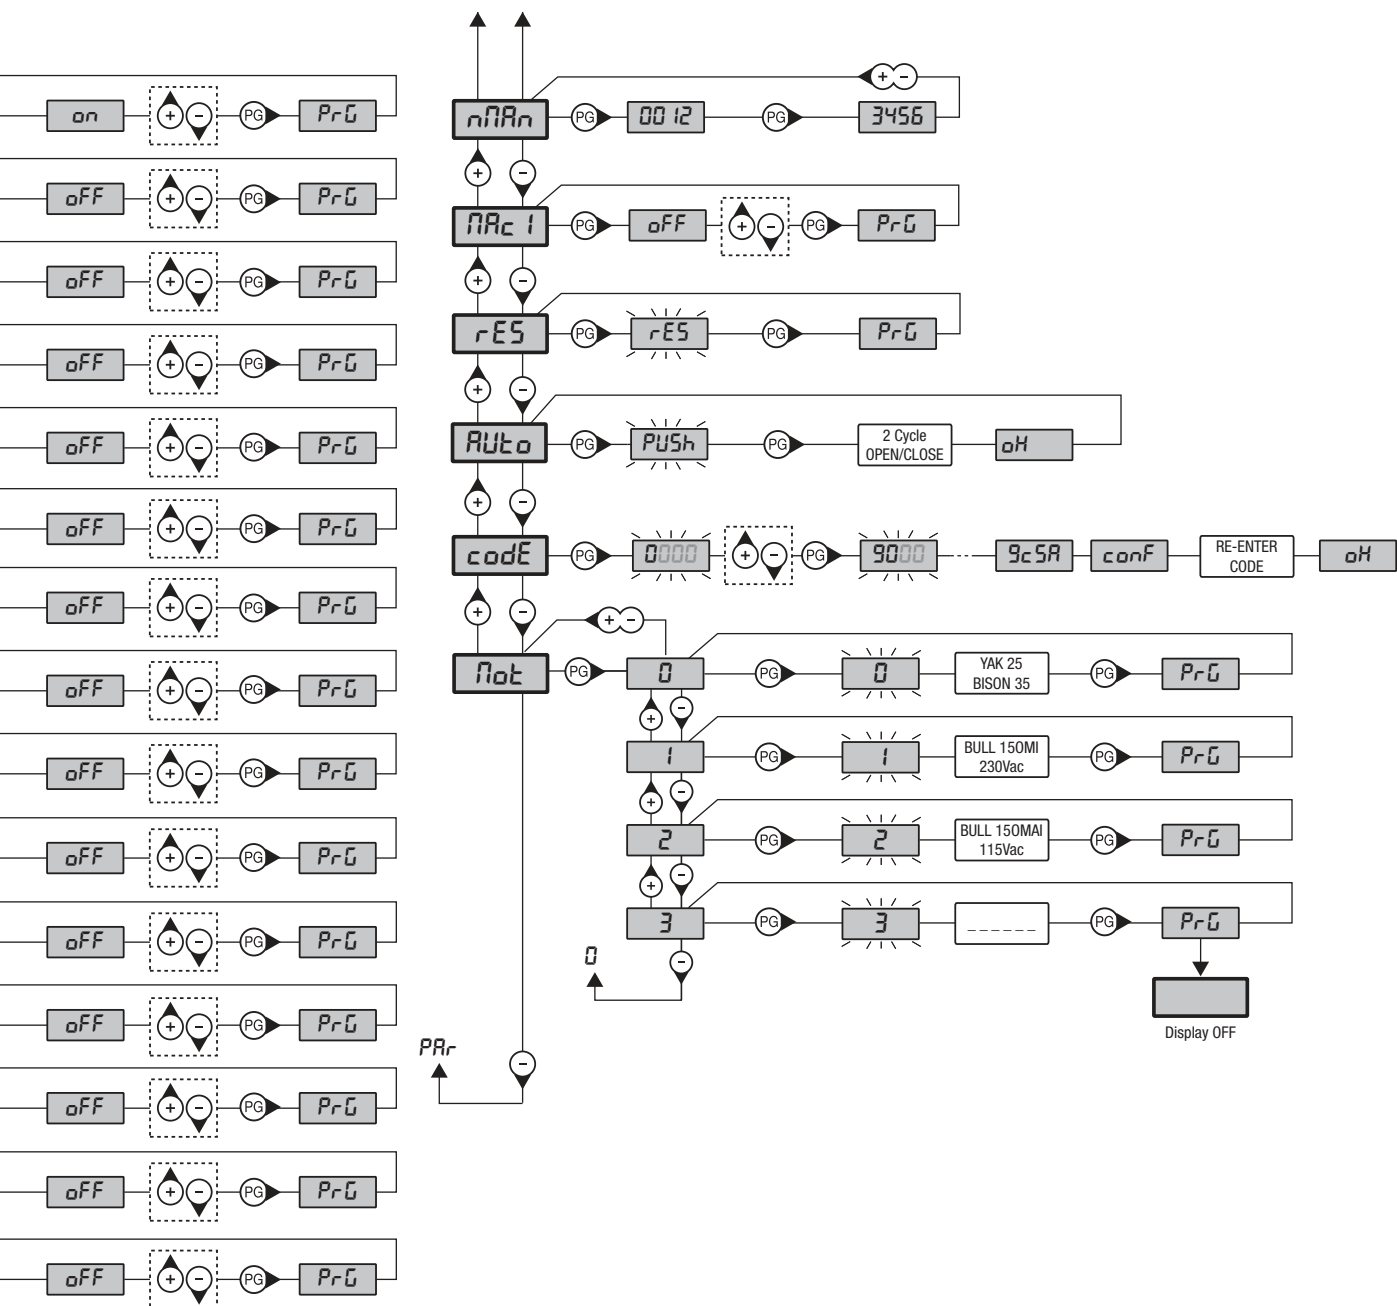 on + - PG PrG
oFF + - PG PrG
oFF + - PG PrG
oFF + - PG PrG
oFF + - PG PrG
oFF + - PG PrG
oFF + - PG PrG
oFF + - PG PrG
oFF + - PG PrG
oFF + - PG PrG
oFF + - PG PrG
oFF + - PG PrG
oFF + - PG PrG
oFF + - PG PrG
oFF + - PG PrG
+ -
nMAn PG 0012 PG 3456
+ -
MAc1 PG oFF + - PG PrG
+ -
rES PG rES PG PrG
+ -
AUto PG PUSh PG
2 Cycle
OPEN/CLOSE
oK
+ -
codE PG 0000 + - PG 9000 9c5A conF
RE-ENTER
CODE
oK
+ -
+ -
Mot PG 0 PG 0
YAK 25
BISON 35
PG PrG
+ -
1 PG 1
BULL 150MI
230Vac
PG PrG
+ -
2 PG 2
BULL 150MAI
115Vac
PG PrG
+ -
3 PG 3
______
PG PrG
0 -
Display OFF
PAr -